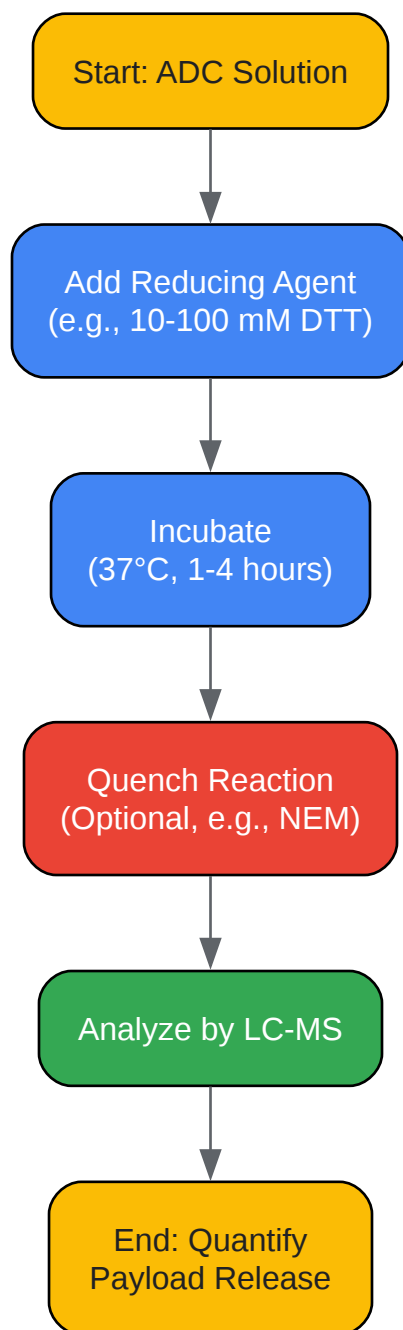 Start: ADC Solution
Add Reducing Agent
(e.g., 10-100 mM DTT)
Incubate
(37°C, 1-4 hours)
Quench Reaction
(Optional, e.g., NEM)
Analyze by LC-MS
End: Quantify
Payload Release